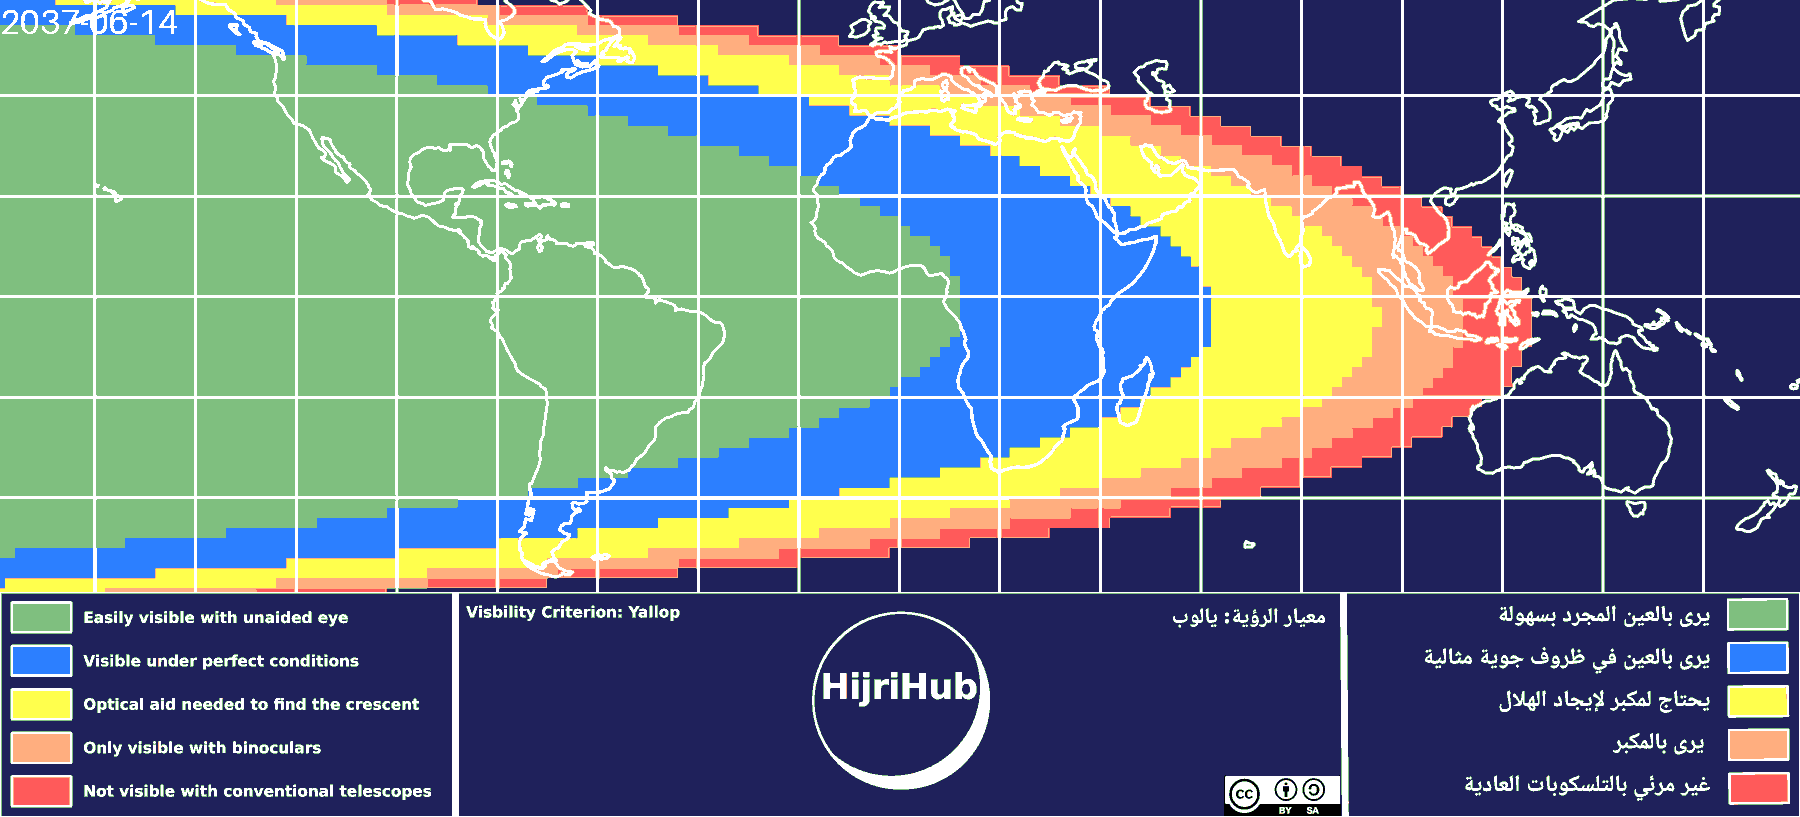 2037-06-14
Easily visible with unaided eye
Visible under perfect conditions
Optical aid needed to find the crescent
Only visible with binoculars
Not visible with conventional telescopes
Visbility Criterion: Yallop
معيار الرؤية: يالوب
HijriHub
cc
BY SA
يرى بالعين المجرد بسهولة
يرى بالعين في ظروف جوية مثالية
يحتاج لمكبر لإيجاد الهلال
يرى بالمكبر
غير مرئي بالتلسكوبات العادية